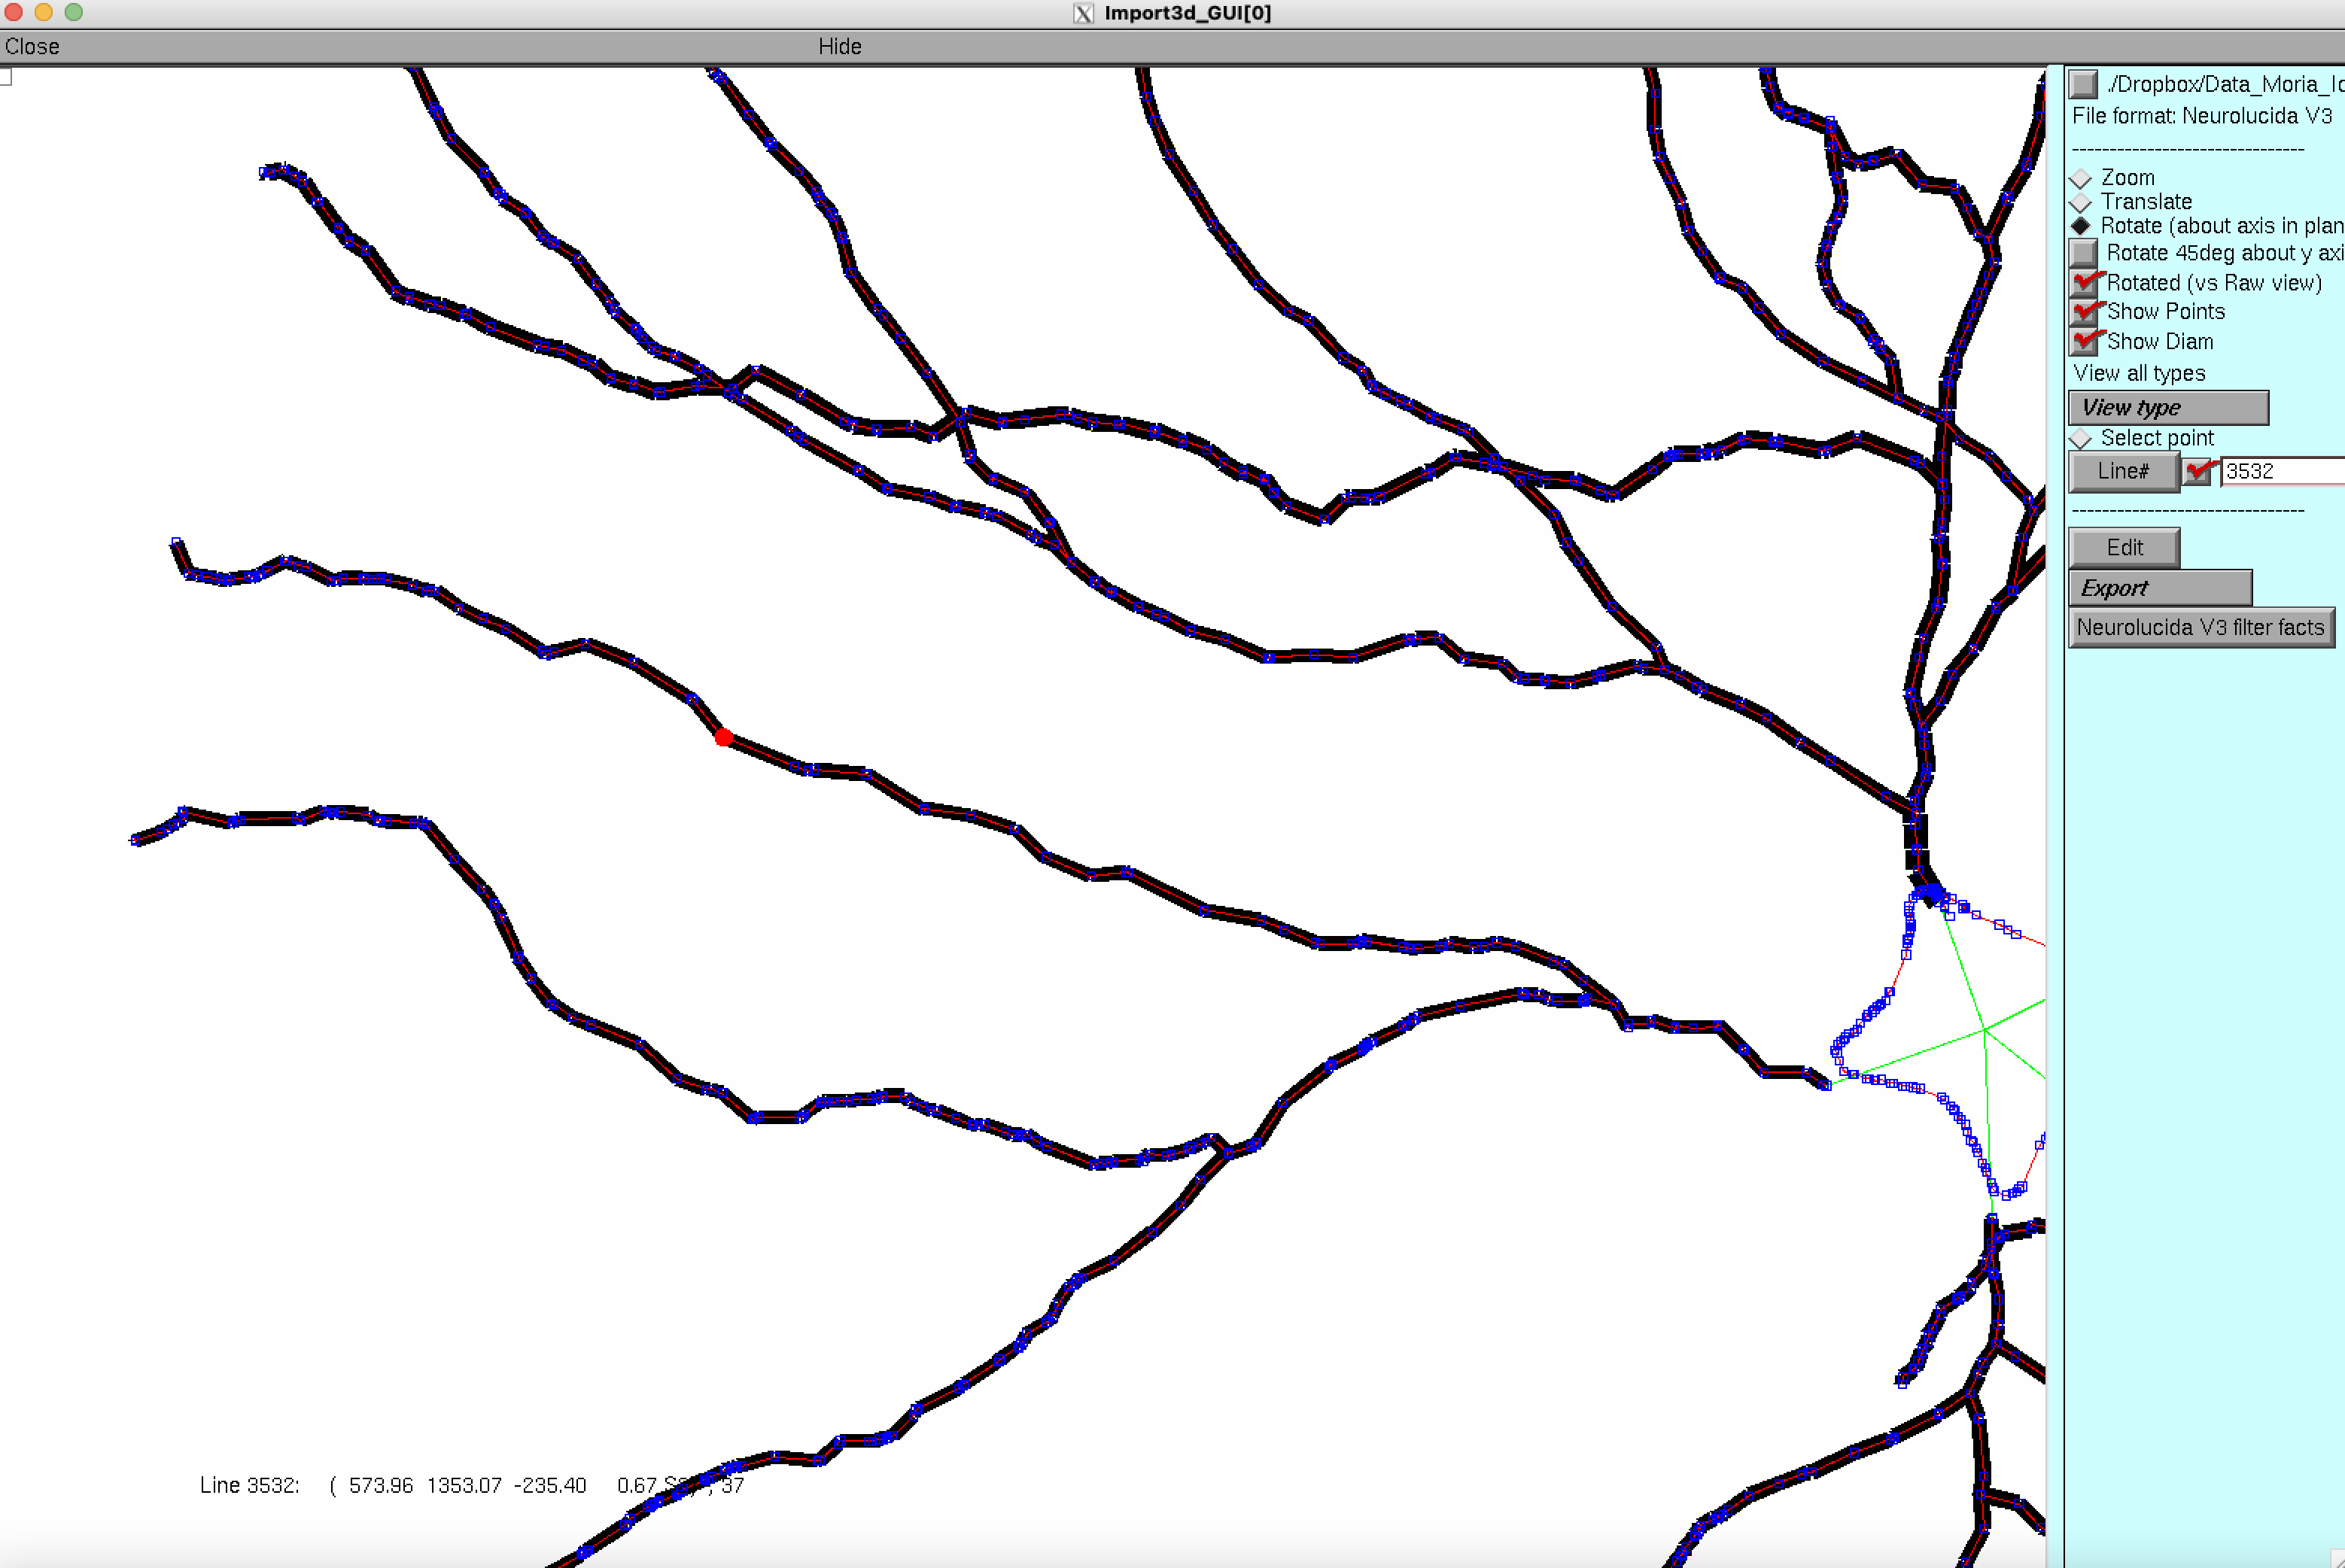 Import3d_GUI[0]
Close Hide
./Dropbox/Data_Moria_
File format: Neurolucida V3
-------------------------------
Zoom
Translate
Rotate (about axis in plan
Rotate 45deg about y axi
Rotated (vs Raw view)
Show Points
Show Diam
View all types
View type
Select point
Line# 3532
-------------------------------
Edit
Export
Neurolucida V3 filter facts
Line 3532: ( 573.96 1353.07 -235.40 0.67 37